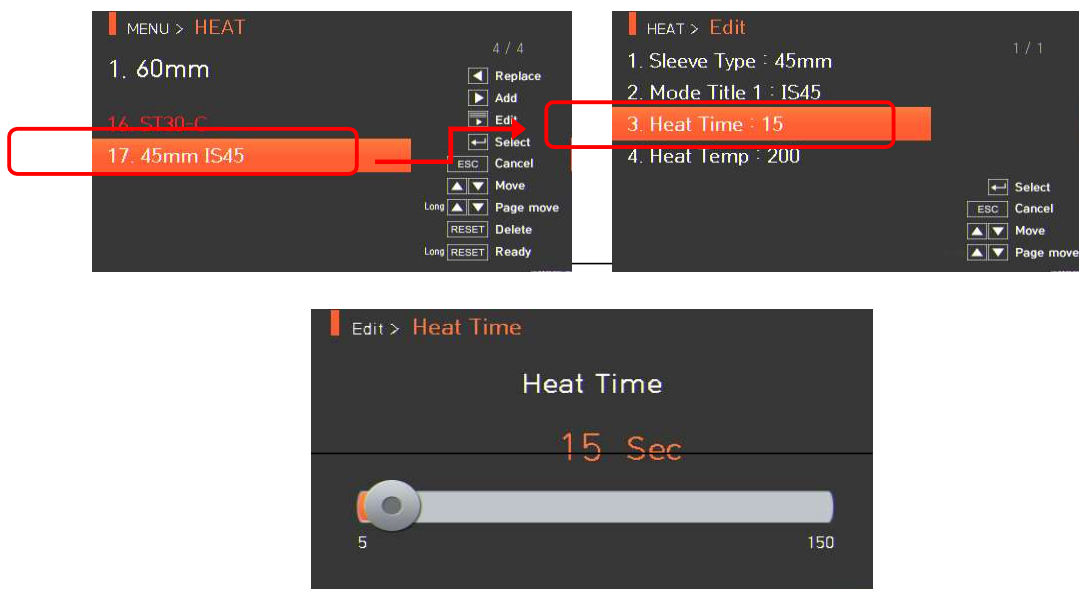 MENU > HEAT
4 / 4
1. 60mm
16. ST30-C
17. 45mm IS45
Replace
Add
Edit
Select
ESC Cancel
Move
Long Page move
RESET Delete
Long RESET Ready
HEAT > Edit
1 / 1
1. Sleeve Type : 45mm
2. Mode Title 1 : IS45
3. Heat Time : 15
4. Heat Temp : 200
Select
ESC Cancel
Move
Page move
Edit > Heat Time
Heat Time
15 Sec
5
150